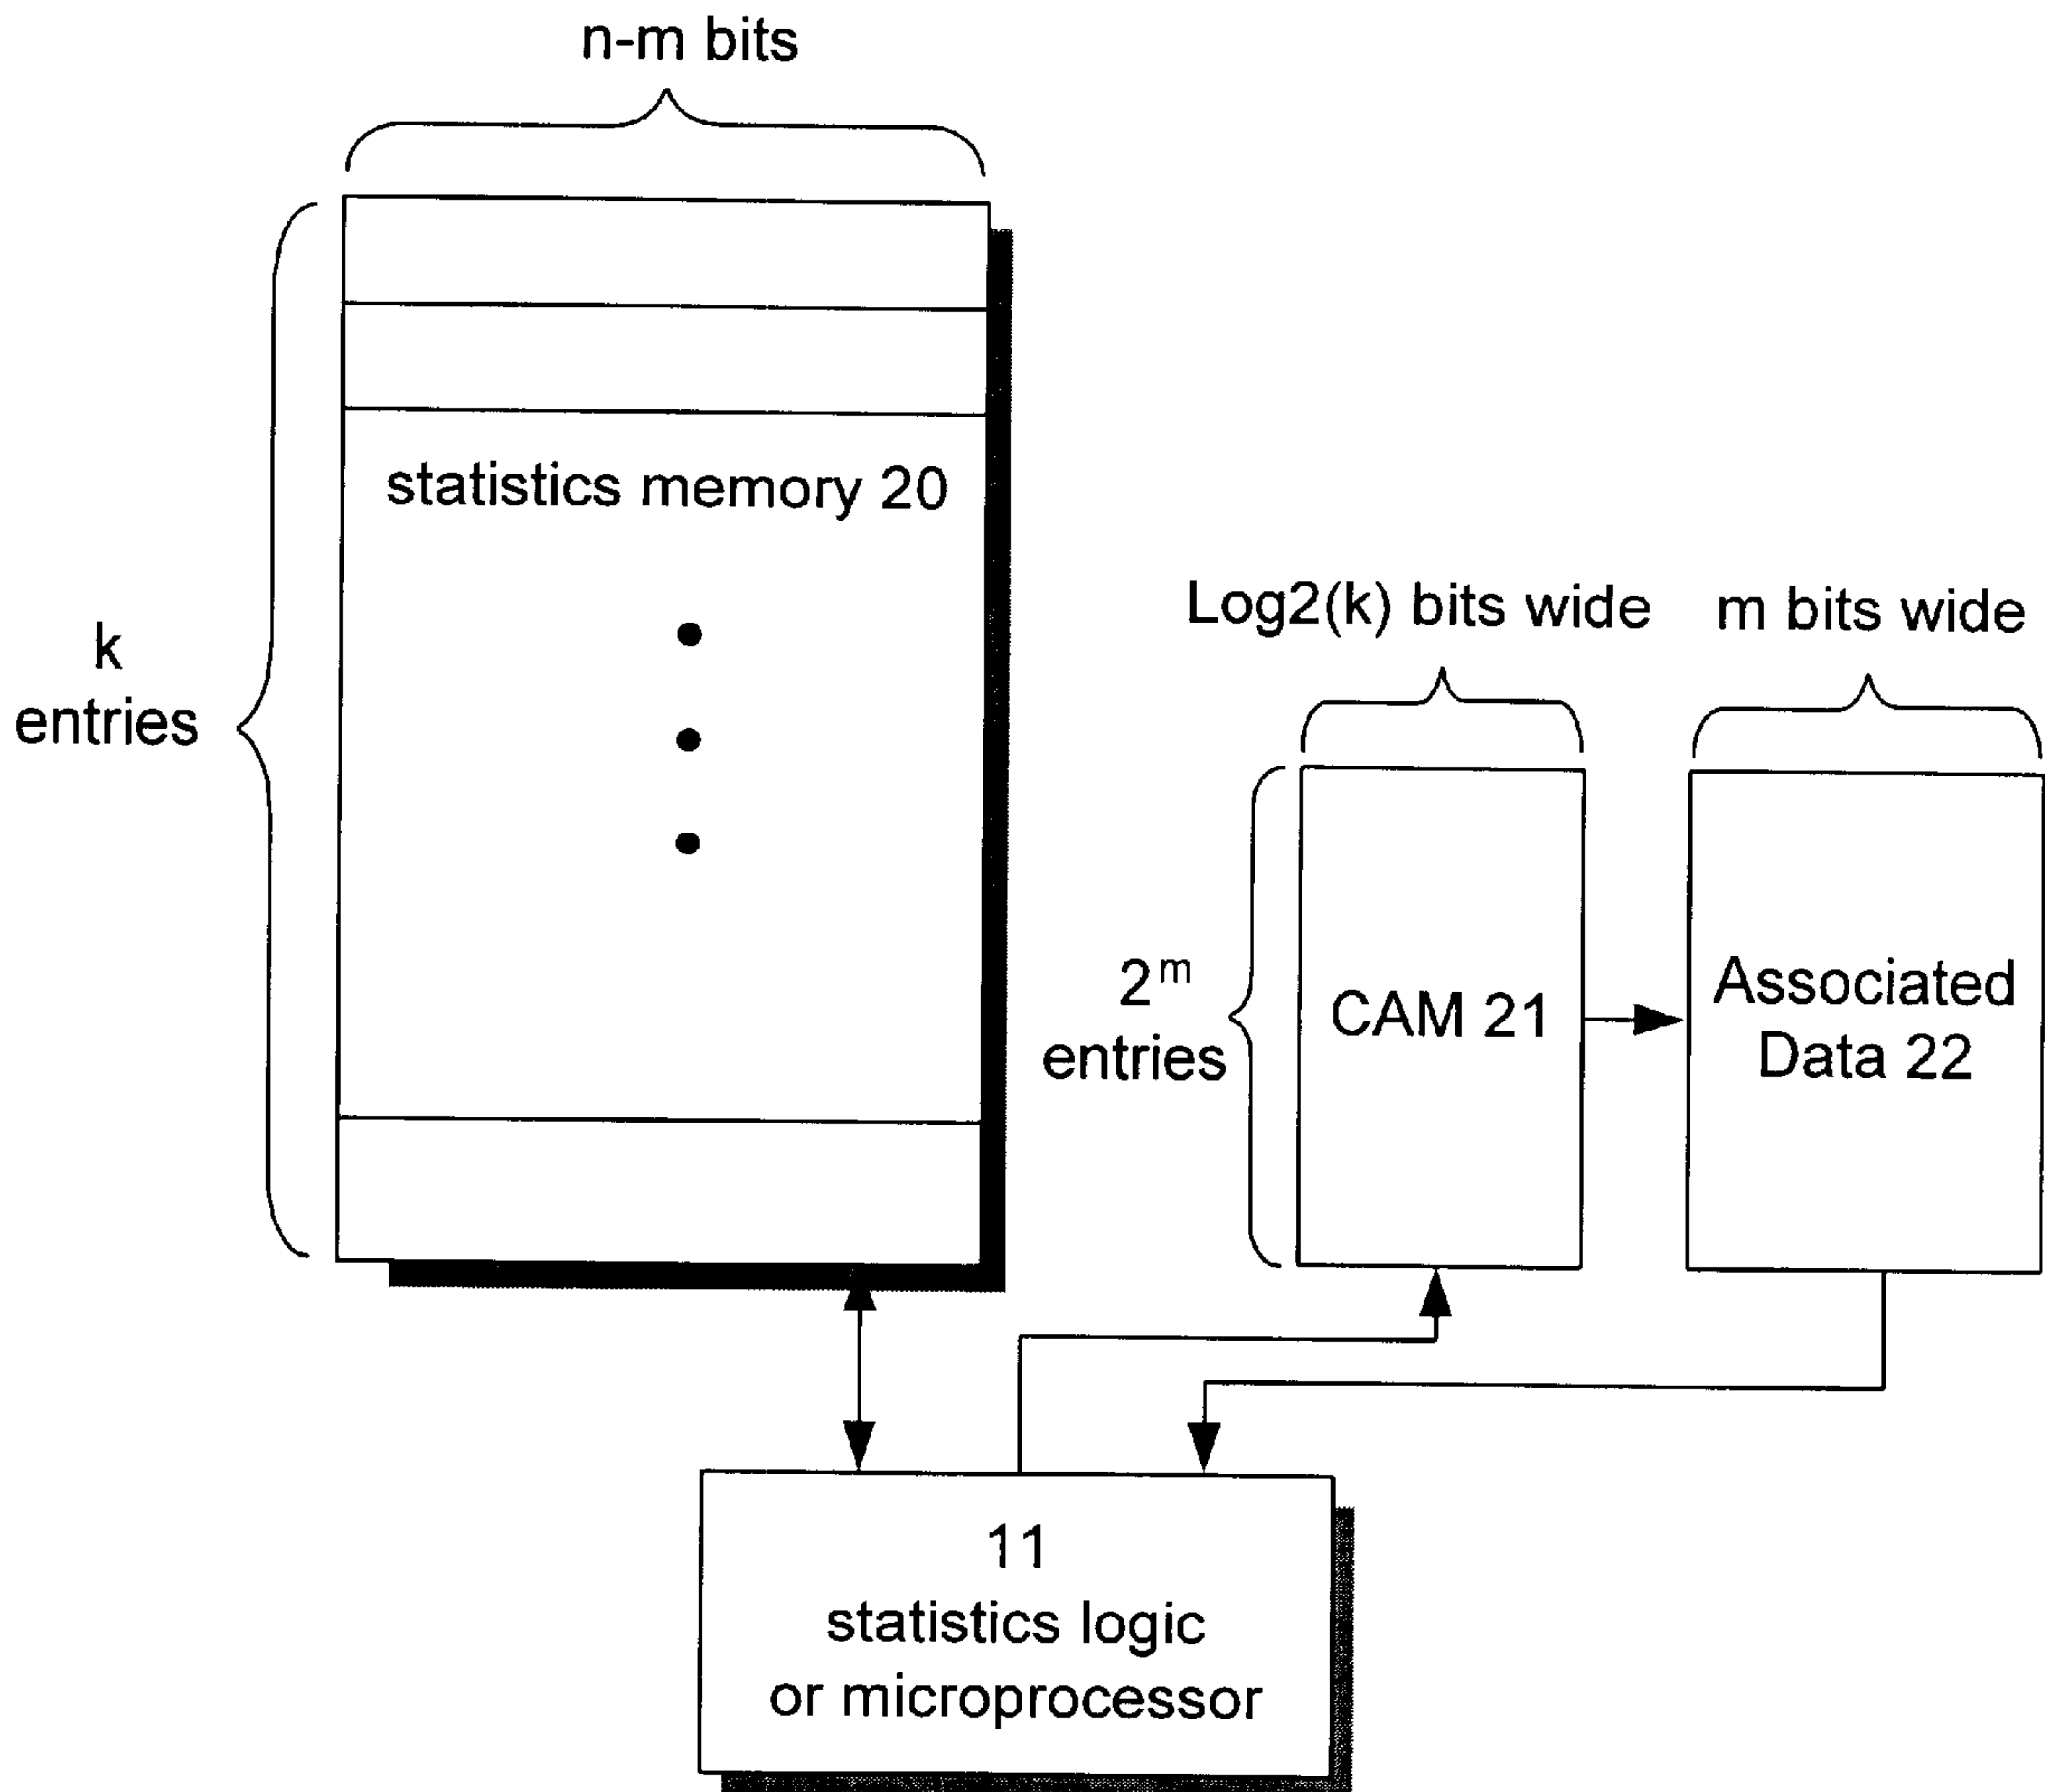 n-m bits
statistics memory 20
k
entries
Log2(k) bits wide
m bits wide
2^m
entries
CAM 21
Associated
Data 22
11
statistics logic
or microprocessor